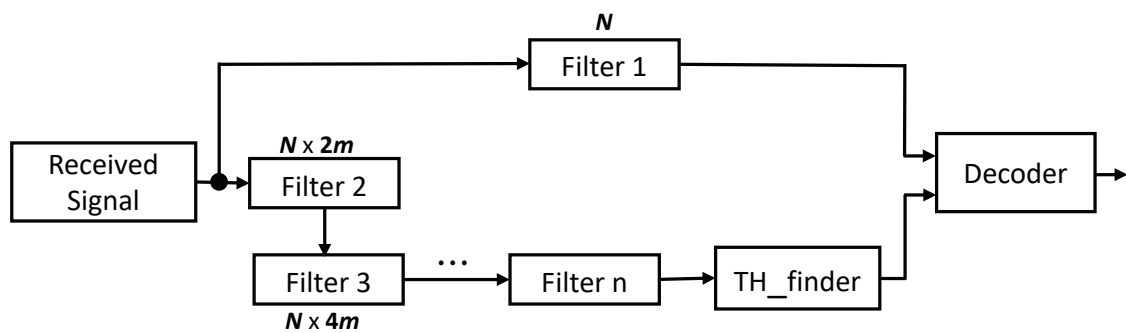 N
Filter 1
Received
Signal
N x 2m
Filter 2
Decoder
Filter 3
...
Filter n
TH_finder
N x 4m